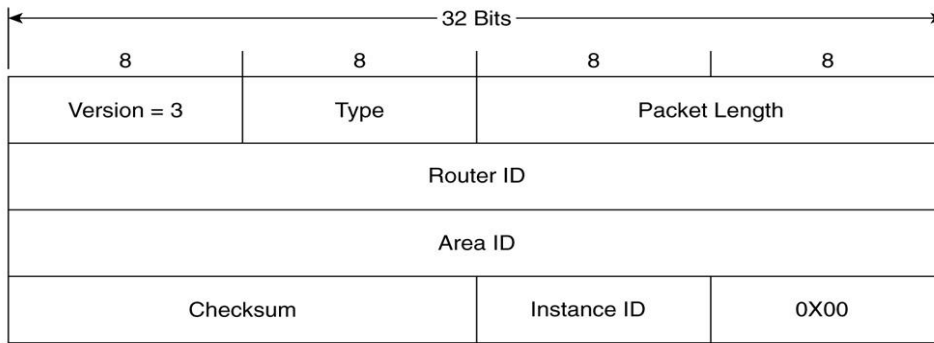 32 Bits
8 8 8 8
Version = 3 Type Packet Length
Router ID
Area ID
Checksum Instance ID 0X00